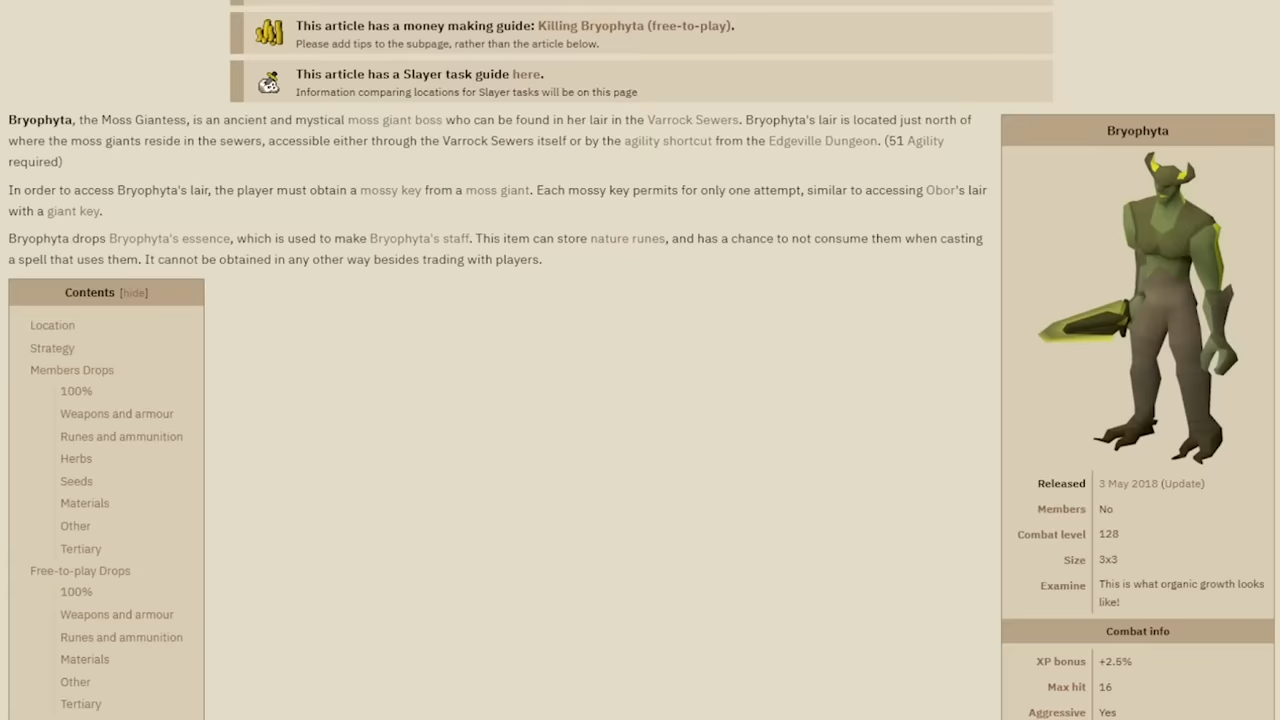 This article has a money making guide: Killing Bryophyta (free-to-play).
Please add tips to the subpage, rather than the article below.
This article has a Slayer task guide here.
Information comparing locations for Slayer tasks will be on this page
Bryophyta, the Moss Giantess, is an ancient and mystical moss giant boss who can be found in her lair in the Varrock Sewers. Bryophyta's lair is located just north of
where the moss giants reside in the sewers, accessible either through the Varrock Sewers itself or by the agility shortcut from the Edgeville Dungeon. (51 Agility
required)
In order to access Bryophyta's lair, the player must obtain a mossy key from a moss giant. Each mossy key permits for only one attempt, similar to accessing Obor's lair
with a giant key.
Bryophyta drops Bryophyta's essence, which is used to make Bryophyta's staff. This item can store nature runes, and has a chance to not consume them when casting
a spell that uses them. It cannot be obtained in any other way besides trading with players.
Contents [hide]
Location
Strategy
Members Drops
100%
Weapons and armour
Runes and ammunition
Herbs
Seeds
Materials
Other
Tertiary
Free-to-play Drops
100%
Weapons and armour
Runes and ammunition
Materials
Other
Tertiary
Bryophyta
Released 3 May 2018 (Update)
Members No
Combat level 128
Size 3x3
Examine This is what organic growth looks
like!
Combat info
XP bonus +2.5%
Max hit 16
Aggressive Yes